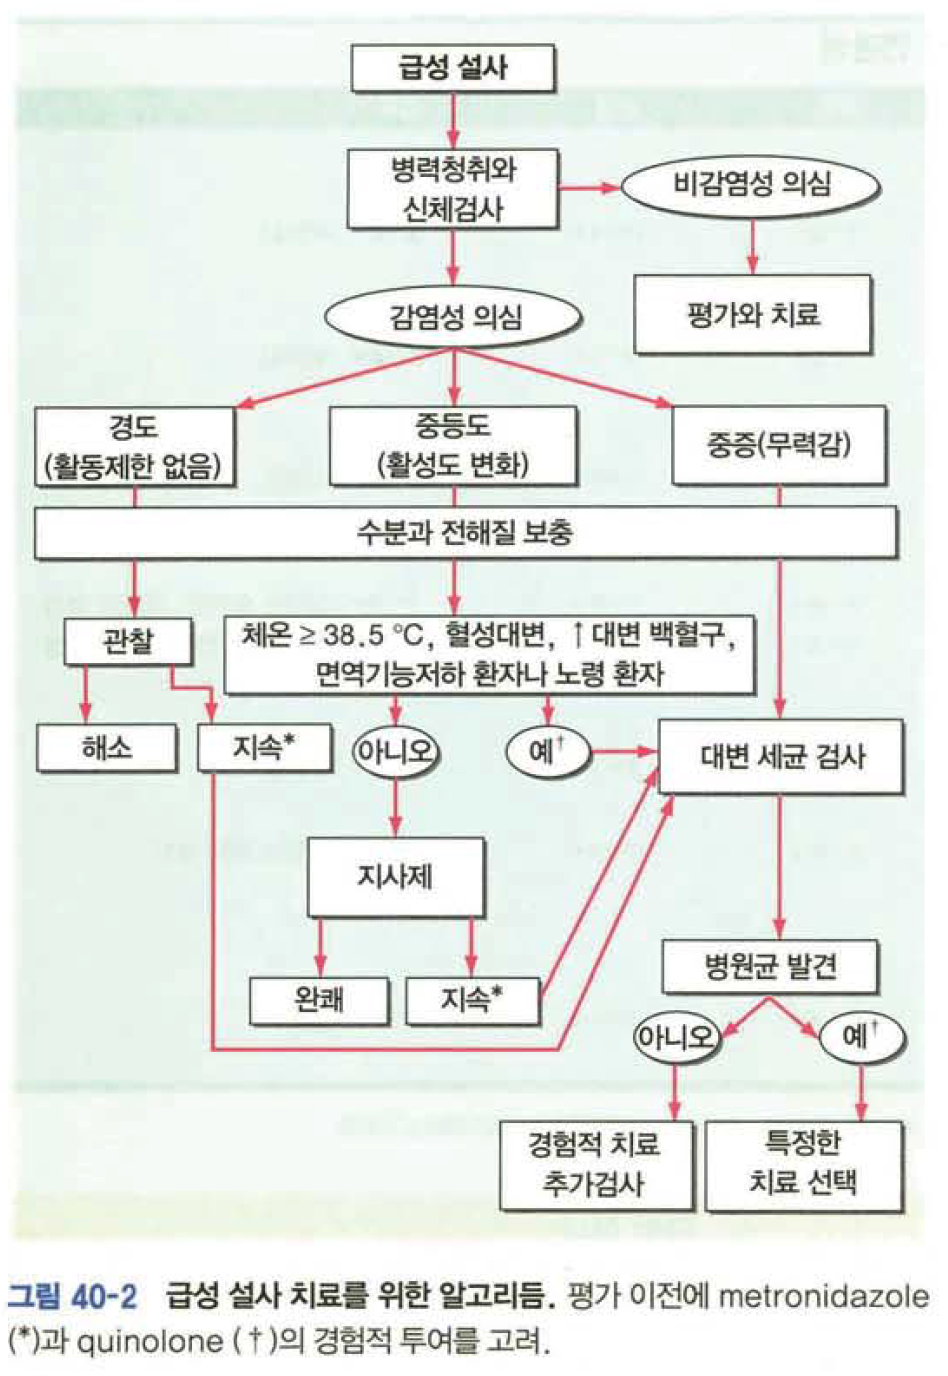 급성 설사
병력청취와
신체검사
비감염성 의심
평가와 치료
감염성 의심
경도
(활동제한 없음)
중등도
(활성도 변화)
중증(무력감)
수분과 전해질 보충
관찰
체온 ≥ 38.5 ℃, 혈성대변, ↑대변 백혈구,
면역기능저하 환자나 노령 환자
해소
지속*
아니오
예†
대변 세균 검사
지사제
완쾌
지속*
병원균 발견
아니오
예†
경험적 치료
추가검사
특정한
치료 선택
그림 40-2 급성 설사 치료를 위한 알고리듬. 평가 이전에 metronidazole
(*)과 quinolone (†)의 경험적 투여를 고려.